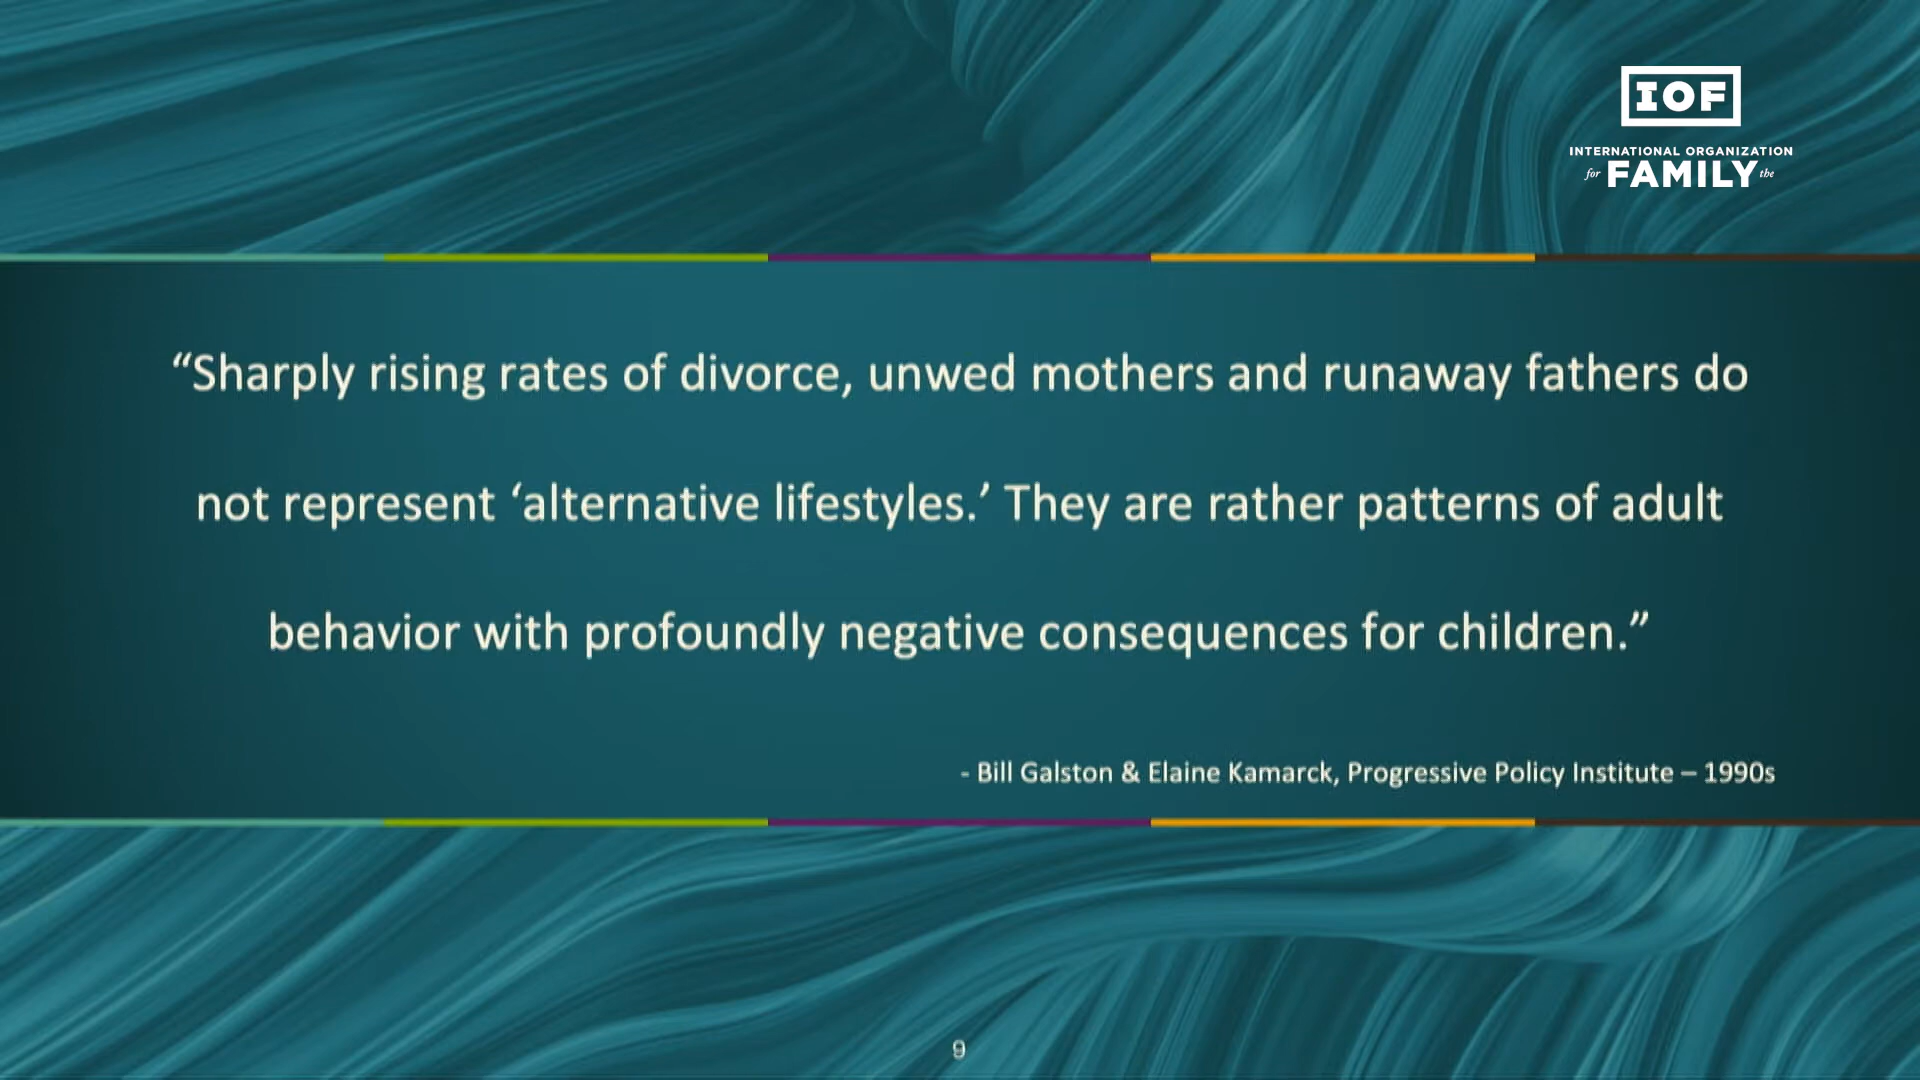 IOF
INTERNATIONAL ORGANIZATION
for FAMILY the
“Sharply rising rates of divorce, unwed mothers and runaway fathers do
not represent ‘alternative lifestyles.’ They are rather patterns of adult
behavior with profoundly negative consequences for children.”
- Bill Galston & Elaine Kamarck, Progressive Policy Institute – 1990s
9